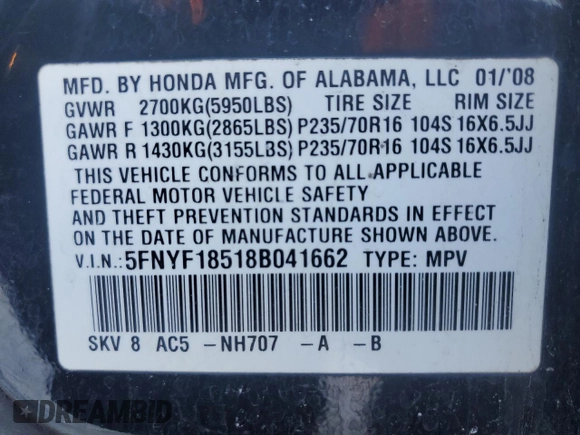 MFD. BY HONDA MFG. OF ALABAMA, LLC 01/'08
GVWR 2700KG(5950LBS) TIRE SIZE RIM SIZE
GAWR F 1300KG(2865LBS) P235/70R16 104S 16X6.5JJ
GAWR R 1430KG(3155LBS) P235/70R16 104S 16X6.5JJ
THIS VEHICLE CONFORMS TO ALL APPLICABLE
FEDERAL MOTOR VEHICLE SAFETY
AND THEFT PREVENTION STANDARDS IN EFFECT
ON THE DATE OF MANUFACTURE SHOWN ABOVE.
V.I.N.:5FNYF18518B041662 TYPE: MPV
SKV 8 AC5 -NH707 -A -B
DREAMBID